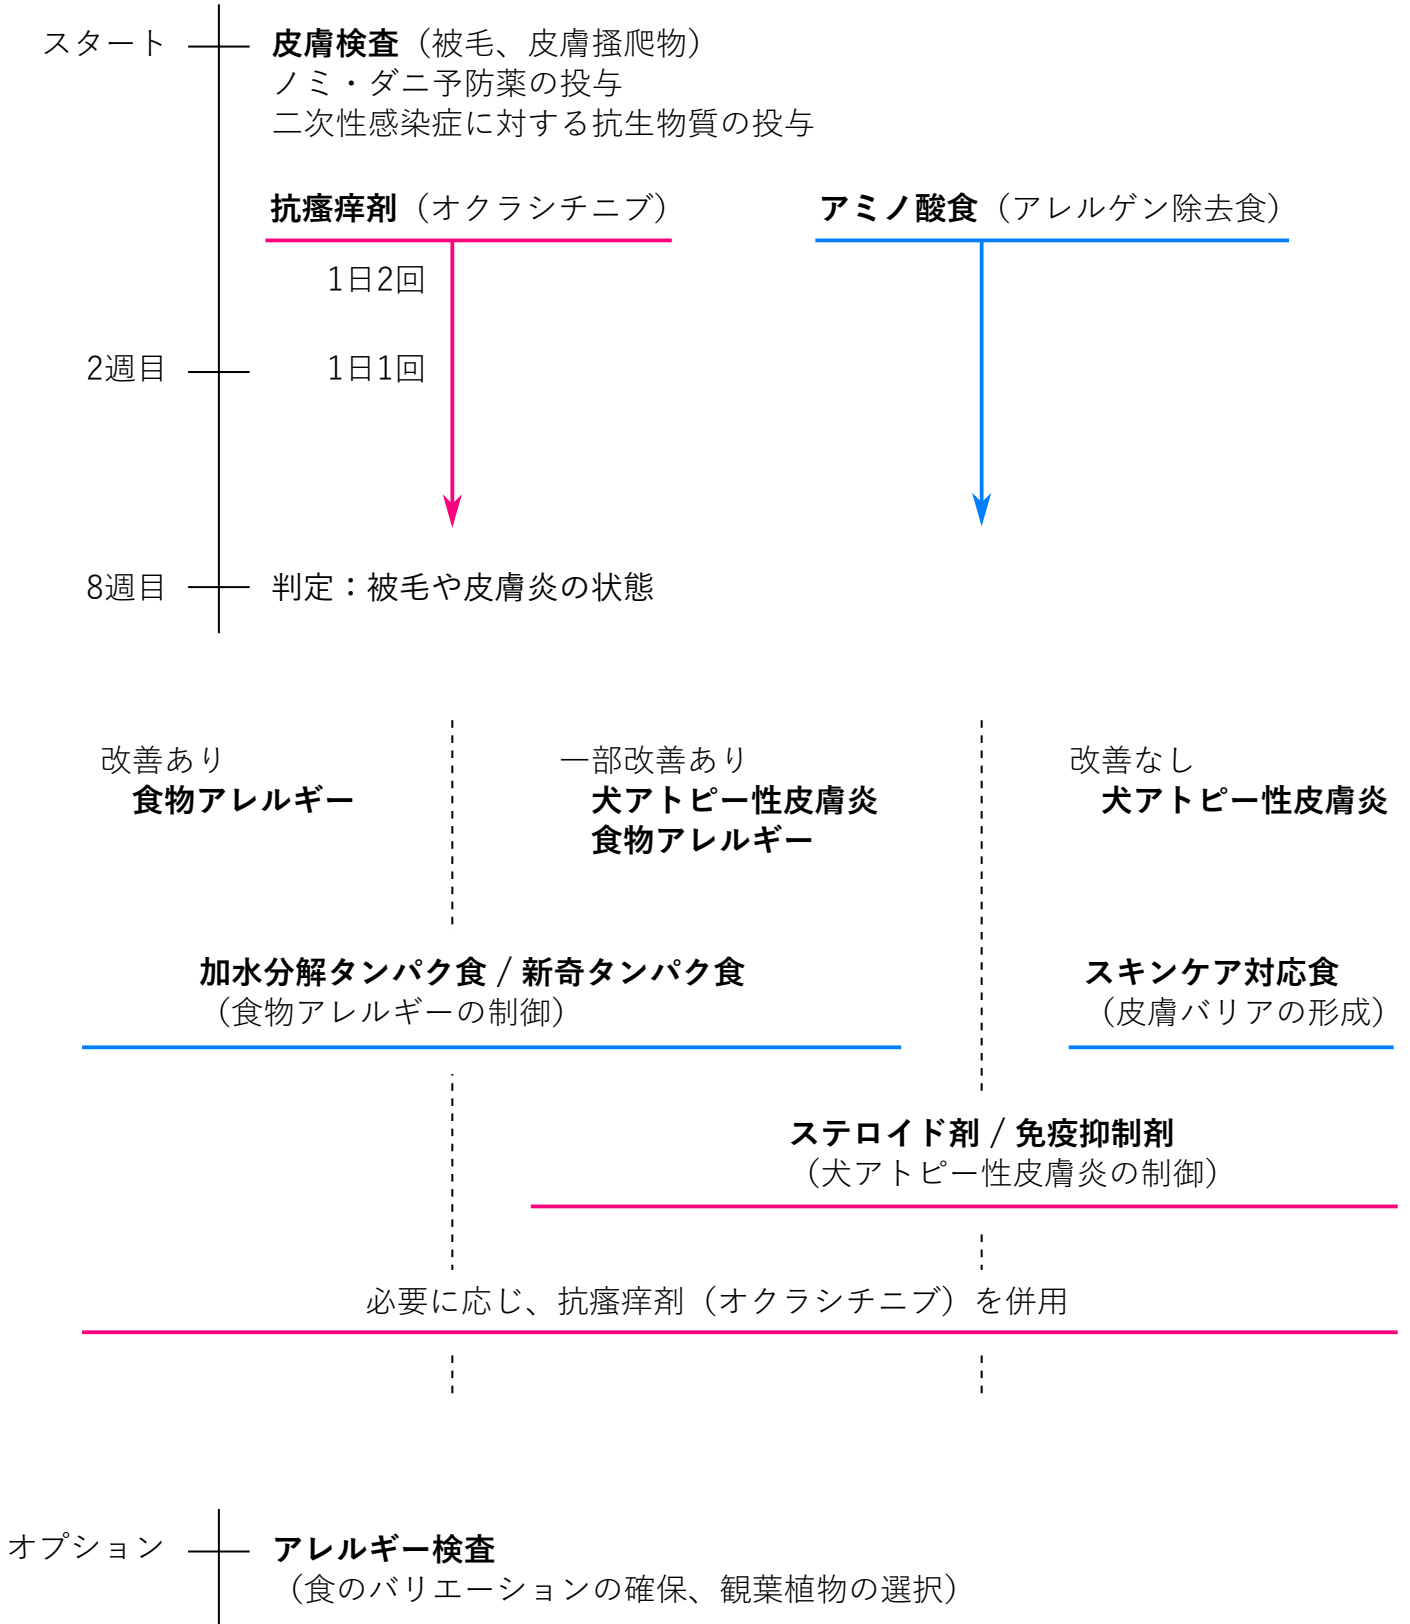 スタート
皮膚検査（被毛、皮膚搔爬物）
ノミ・ダニ予防薬の投与
二次性感染症に対する抗生物質の投与
抗瘙痒剤（オクラシチニブ）
アミノ酸食（アレルゲン除去食）
1日2回
2週目
1日1回
8週目
判定：被毛や皮膚炎の状態
改善あり
食物アレルギー
一部改善あり
犬アトピー性皮膚炎
食物アレルギー
改善なし
犬アトピー性皮膚炎
加水分解タンパク食 / 新奇タンパク食
（食物アレルギーの制御）
スキンケア対応食
（皮膚バリアの形成）
ステロイド剤 / 免疫抑制剤
（犬アトピー性皮膚炎の制御）
必要に応じ、抗瘙痒剤（オクラシチニブ）を併用
オプション
アレルギー検査
（食のバリエーションの確保、観葉植物の選択）